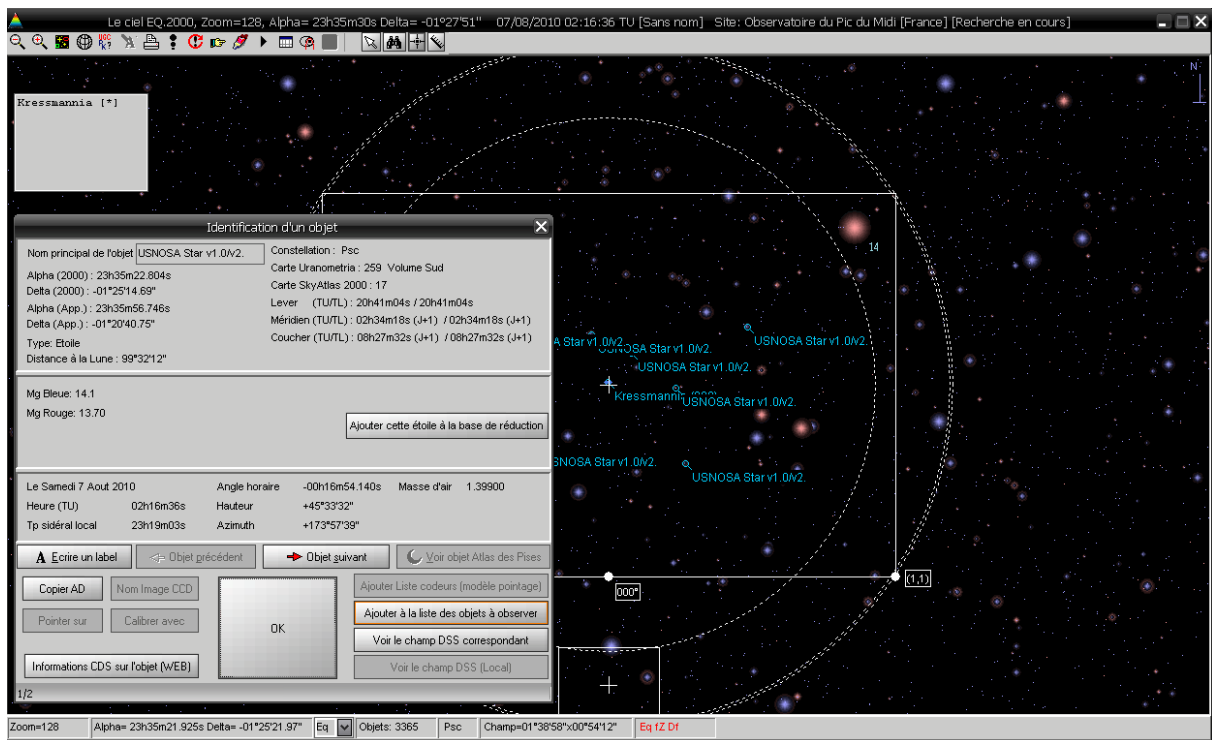 Le ciel EQ.2000, Zoom=128, Alpha= 23h35m30s Delta= -01°27'51" 07/08/2010 02:16:36 TU [Sans nom] Site: Observatoire du Pic du Midi [France] [Recherche en cours]
Kressmannia [*]
N
14
Identification d'un objet
Nom principal de l'objet USNOSA Star v1.0/v2.
Alpha (2000) : 23h35m22.804s
Delta (2000) : -01°25'14.69"
Alpha (App.) : 23h35m56.746s
Delta (App.) : -01°20'40.75"
Type: Etoile
Distance à la Lune : 99°32'12"
Constellation : Psc
Carte Uranometria : 259 Volume Sud
Carte SkyAtlas 2000 : 17
Lever (TU/TL) : 20h41m04s / 20h41m04s
Méridien (TU/TL) : 02h34m18s (J+1) / 02h34m18s (J+1)
Coucher (TU/TL) : 08h27m32s (J+1) / 08h27m32s (J+1)
Mg Bleue: 14.1
Mg Rouge: 13.70
Ajouter cette étoile à la base de réduction
Le Samedi 7 Aout 2010 Angle horaire -00h16m54.140s Masse d'air 1.39900
Heure (TU) 02h16m36s Hauteur +45°33'32"
Tp sidéral local 23h19m03s Azimuth +173°57'39"
A Ecrire un label Objet précédent Objet suivant Voir objet Atlas des Pises
Copier AD Nom Image CCD
Pointer sur Calibrer avec
Informations CDS sur l'objet (WEB)
OK
Ajouter Liste codeurs (modèle pointage)
Ajouter à la liste des objets à observer
Voir le champ DSS correspondant
Voir le champ DSS (Local)
1/2
A Star v1.0/v2.
USNOSA Star v1.0/v2.
USNOSA Star v1.0/v2.
USNOSA Star v1.0/v2.
Kressmannia
USNOSA Star v1.0/v2.
SNOSA Star v1.0/v2.
USNOSA Star v1.0/v2.
000°
(1,1)
Zoom=128 Alpha= 23h35m21.925s Delta= -01°25'21.97" Eq Objets: 3365 Psc Champ=01°38'58"x00°54'12" Eq fZ Df